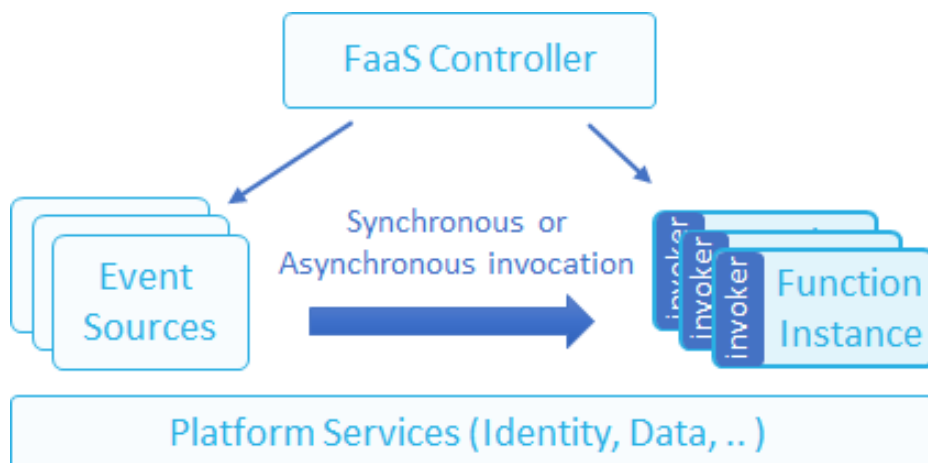 FaaS Controller
Synchronous or
Asynchronous invocation
Event
Sources
invoker
invoker
invoker
Function
Instance
Platform Services (Identity, Data, .. )